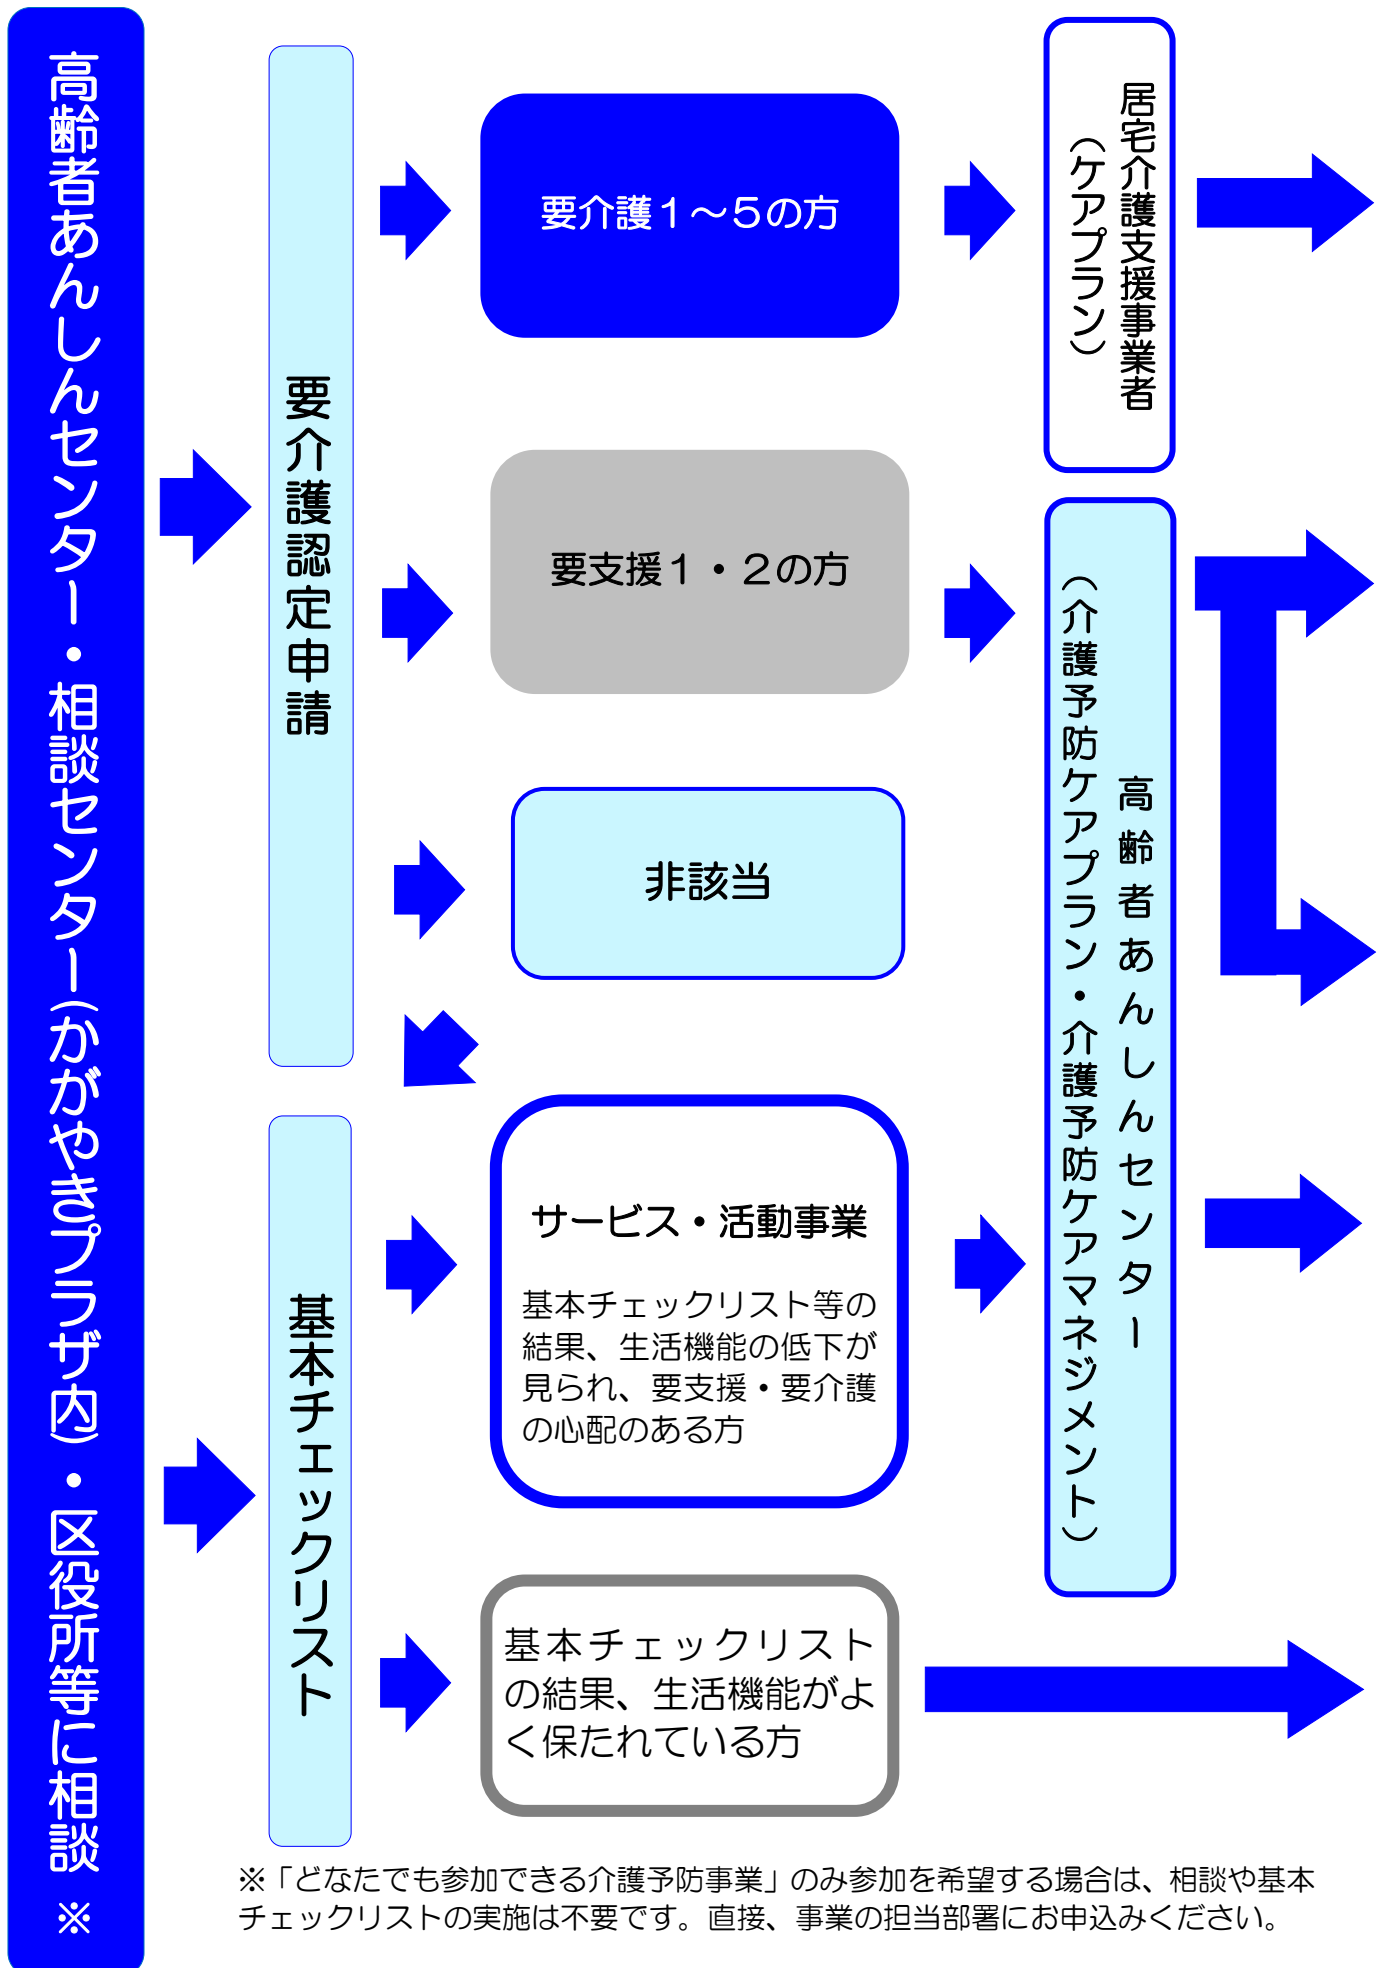 高齢者あんしんセンター・相談センター(かがやきプラザ内)・区役所等に相談 ※
要介護認定申請
要介護１～５の方
居宅介護支援事業者
（ケアプラン）
要支援１・２の方
非該当
高齢者あんしんセンター
（介護予防ケアプラン・介護予防ケアマネジメント）
基本チェックリスト
サービス・活動事業
基本チェックリスト等の
結果、生活機能の低下が
見られ、要支援・要介護
の心配のある方
基本チェックリスト
の結果、生活機能がよ
く保たれている方
※「どなたでも参加できる介護予防事業」のみ参加を希望する場合は、相談や基本
チェックリストの実施は不要です。直接、事業の担当部署にお申込みください。